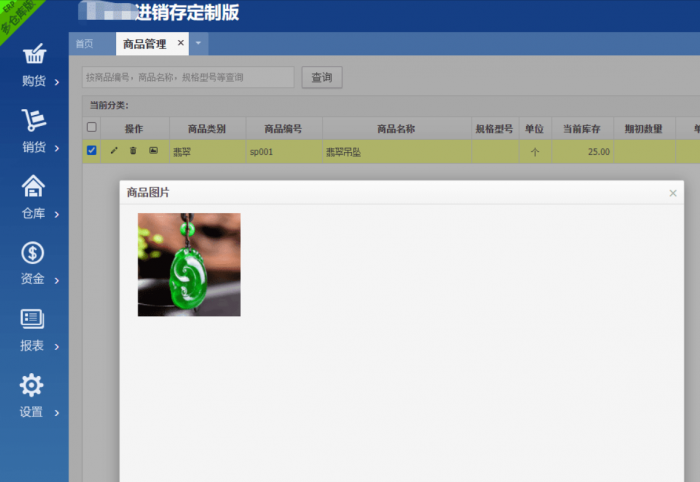 ERP
多仓库版
进销存定制版
首页
商品管理 ×
购货
销货
仓库
资金
报表
设置
按商品编号，商品名称，规格型号等查询
查询
当前分类:
操作 商品类别 商品编号 商品名称 规格型号 单位 当前库存 期初数量 单
翡翠 sp001 翡翠吊坠 个 25.00
商品图片 ×